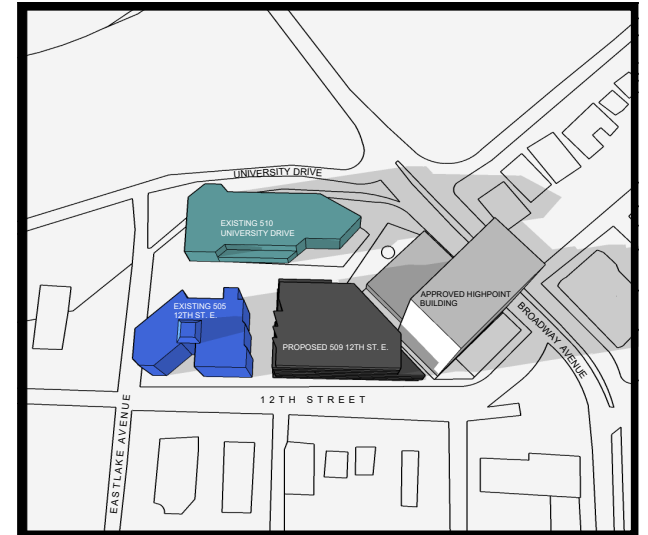 UNIVERSITY DRIVE
EXISTING 510
UNIVERSITY DRIVE
EXISTING 505
12TH ST. E.
APPROVED HIGHPOINT
BUILDING
PROPOSED 509 12TH ST. E.
BROADWAY AVENUE
12TH STREET
EASTLAKE AVENUE